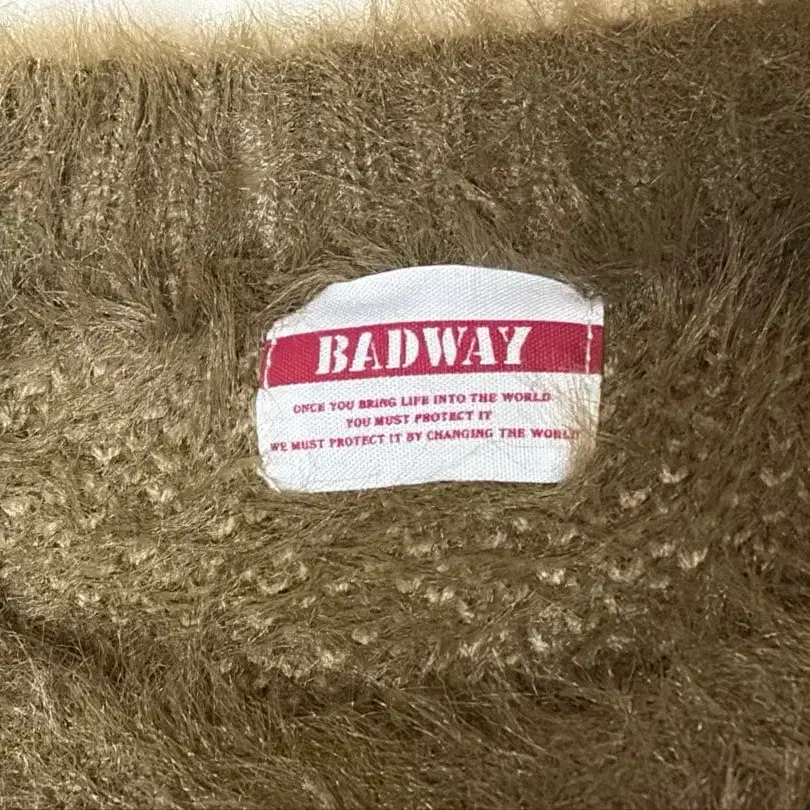 BADWAY
ONCE YOU BRING LIFE INTO THE WORLD
YOU MUST PROTECT IT
WE MUST PROTECT IT BY CHANGING THE WORLD